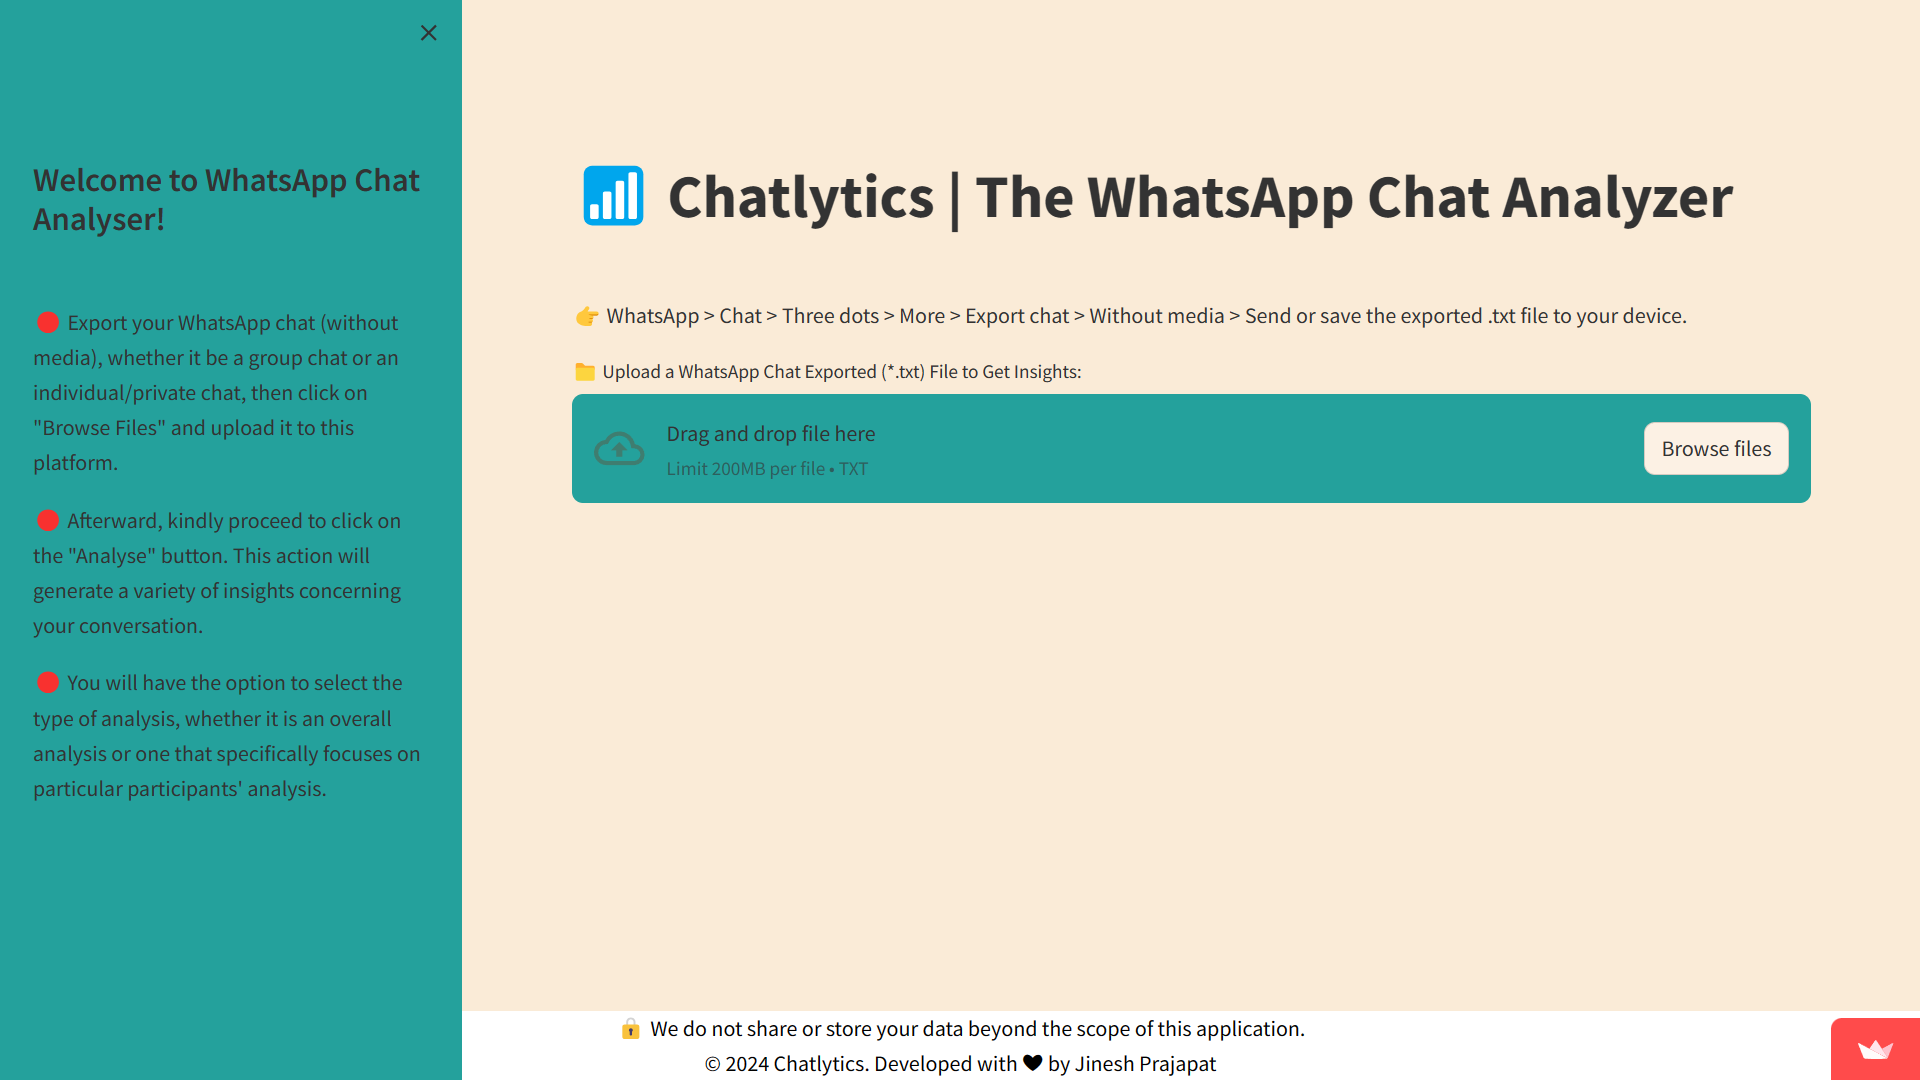 Welcome to WhatsApp Chat
Analyser!
🔴 Export your WhatsApp chat (without
media), whether it be a group chat or an
individual/private chat, then click on
"Browse Files" and upload it to this
platform.
🔴 Afterward, kindly proceed to click on
the "Analyse" button. This action will
generate a variety of insights concerning
your conversation.
🔴 You will have the option to select the
type of analysis, whether it is an overall
analysis or one that specifically focuses on
particular participants' analysis.
📊 Chatlytics | The WhatsApp Chat Analyzer
👉 WhatsApp > Chat > Three dots > More > Export chat > Without media > Send or save the exported .txt file to your device.
📁 Upload a WhatsApp Chat Exported (*.txt) File to Get Insights:
Drag and drop file here
Limit 200MB per file • TXT
Browse files
🔒 We do not share or store your data beyond the scope of this application.
© 2024 Chatlytics. Developed with 🖤 by Jinesh Prajapat